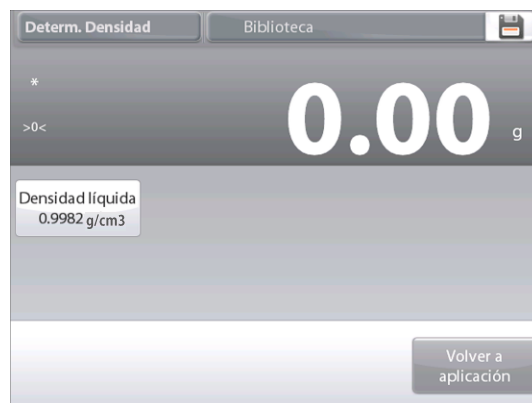 Determ. Densidad Biblioteca
*
>0<
0.00 g
Densidad líquida
0.9982 g/cm3
Volver a
aplicación